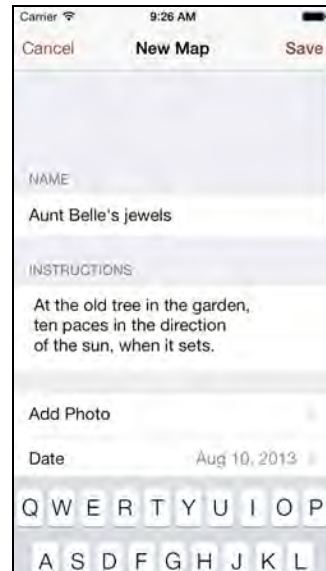 Carrier 9:26 AM
Cancel New Map Save
NAME
Aunt Belle's jewels
INSTRUCTIONS
At the old tree in the garden,
ten paces in the direction
of the sun, when it sets.
Add Photo
Date Aug 10, 2013
Q W E R T Y U I O P
A S D F G H J K L